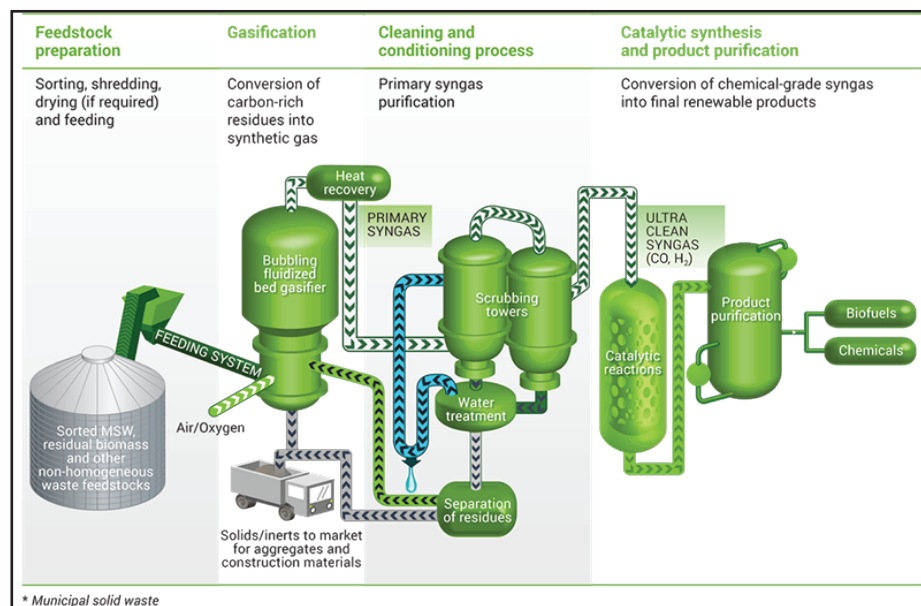 Feedstock
preparation
Sorting, shredding,
drying (if required)
and feeding
Gasification
Conversion of
carbon-rich
residues into
synthetic gas
Cleaning and
conditioning process
Primary syngas
purification
Catalytic synthesis
and product purification
Conversion of chemical-grade syngas
into final renewable products
Heat
recovery
PRIMARY
SYNGAS
Bubbling
fluidized
bed gasifier
FEEDING SYSTEM
Air/Oxygen
Sorted MSW,
residual biomass
and other
non-homogeneous
waste feedstocks
Solids/inerts to market
for aggregates and
construction materials
Scrubbing
towers
Water
treatment
Separation
of residues
ULTRA
CLEAN
SYNGAS
(CO, H₂)
Catalytic
reactions
Product
purification
Biofuels
Chemicals
* Municipal solid waste